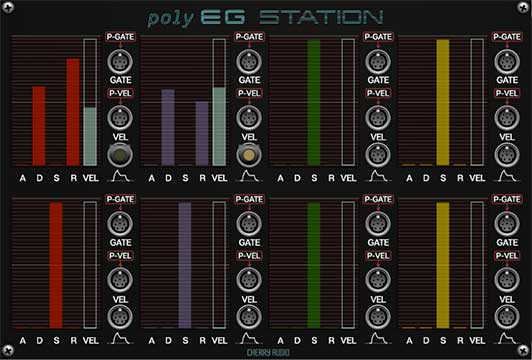 poly EG STATION
P-GATE P-GATE P-GATE P-GATE
GATE GATE GATE GATE
P-VEL P-VEL P-VEL P-VEL
VEL VEL VEL VEL
A D S R VEL A D S R VEL A D S R VEL A D S R VEL
P-GATE P-GATE P-GATE P-GATE
GATE GATE GATE GATE
P-VEL P-VEL P-VEL P-VEL
VEL VEL VEL VEL
A D S R VEL A D S R VEL A D S R VEL A D S R VEL
CHERRY AUDIO